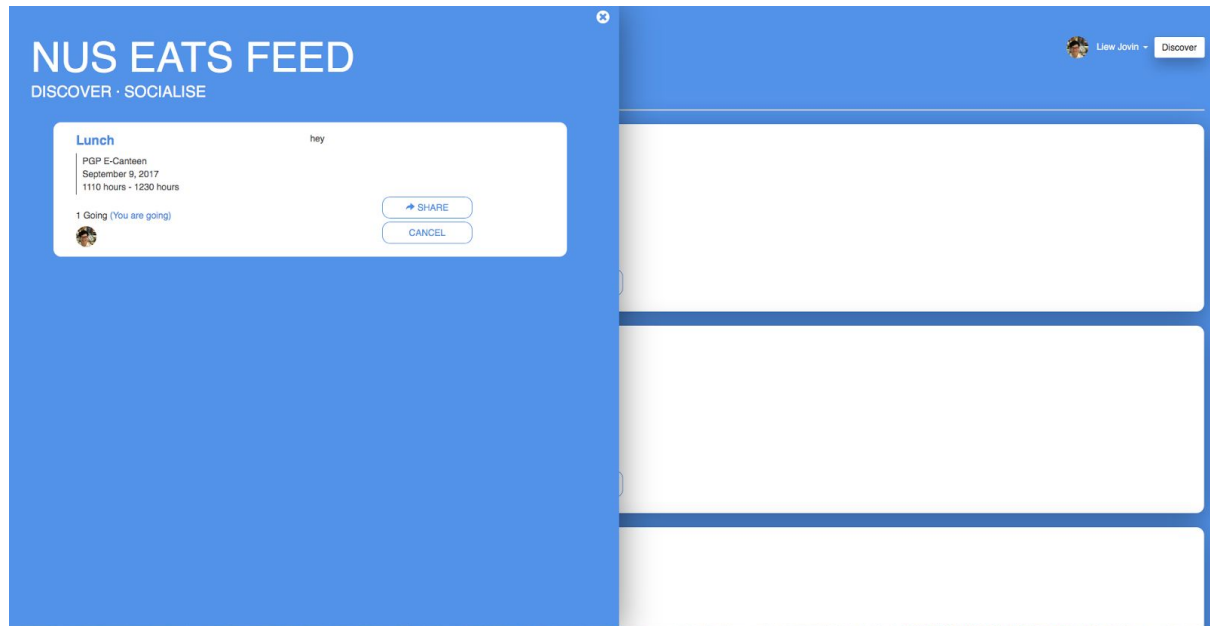 NUS EATS FEED
DISCOVER · SOCIALISE
Lunch
hey
PGP E-Canteen
September 9, 2017
1110 hours - 1230 hours
1 Going (You are going)
SHARE
CANCEL
Liew Jovin
Discover